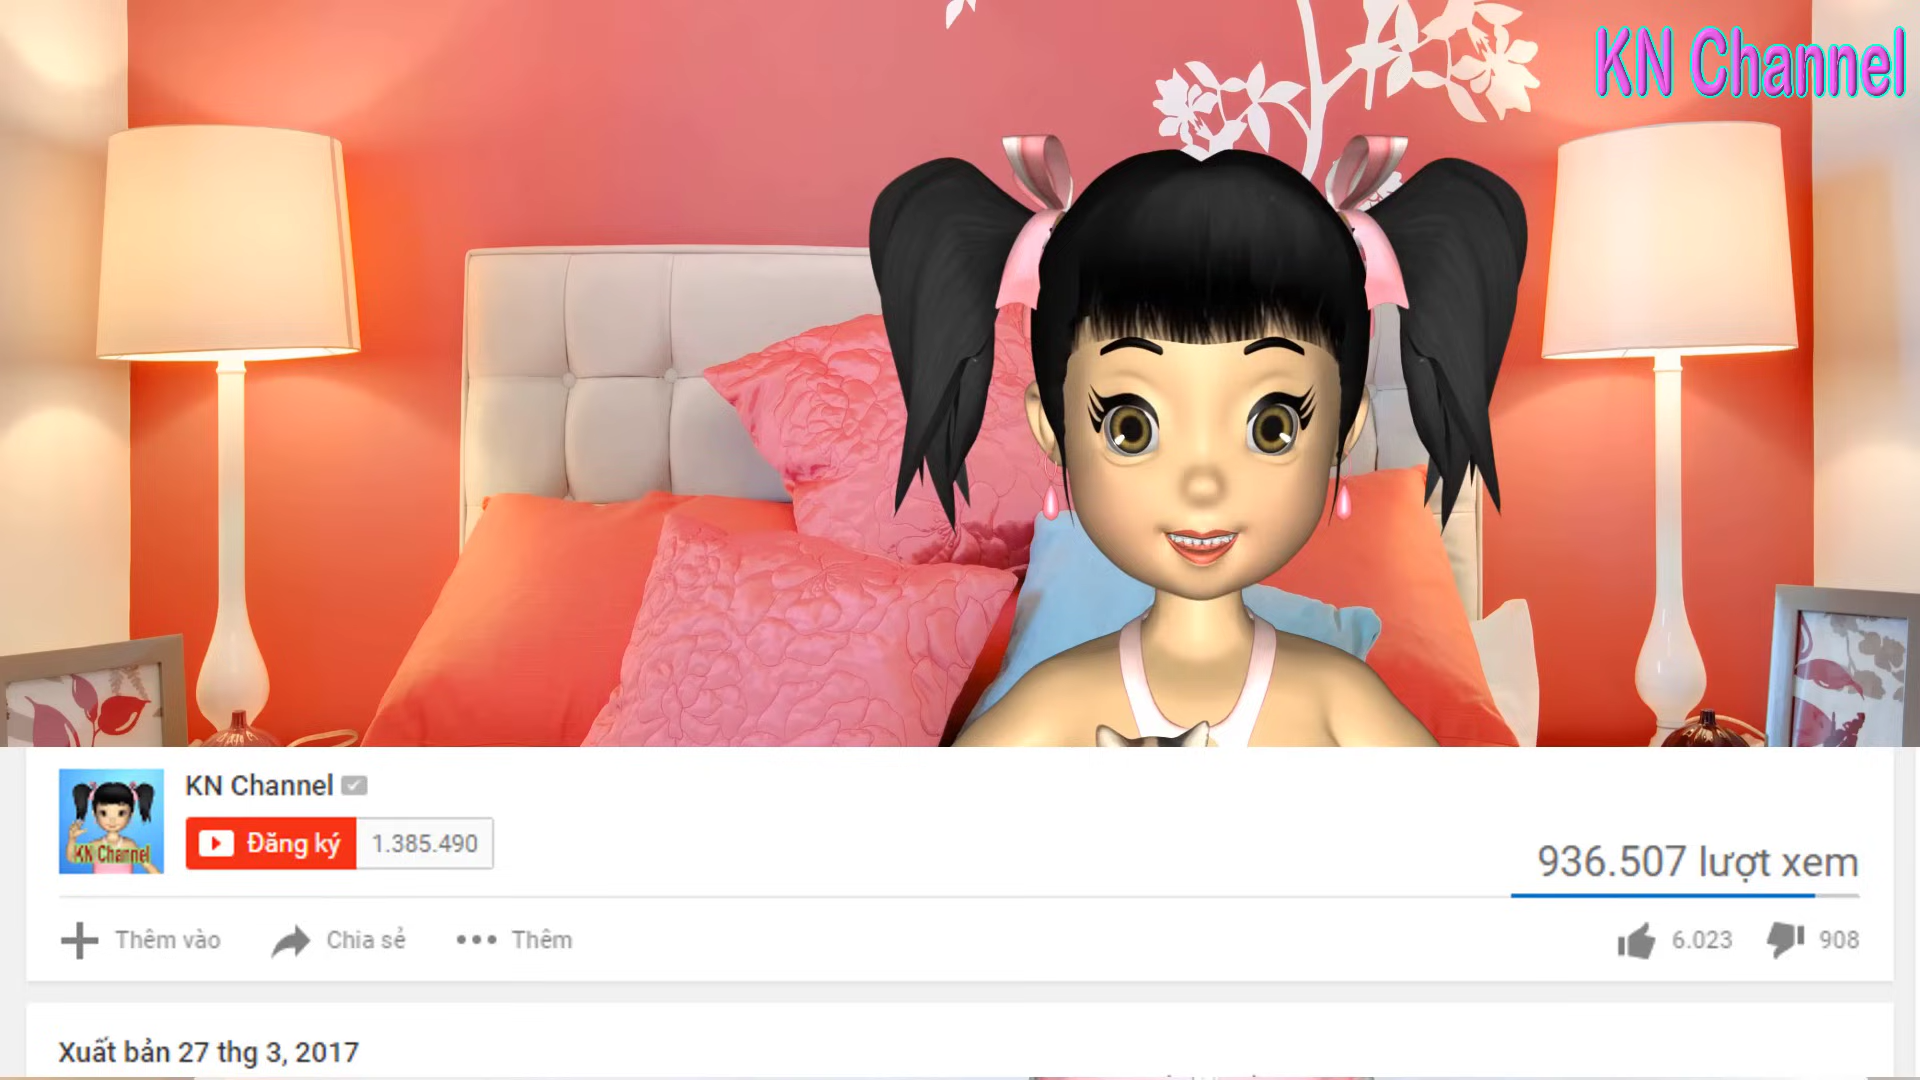 KN Channel
KN Channel
KN Channel
Đăng ký 1.385.490
936.507 lượt xem
Thêm vào Chia sẻ Thêm 6.023 908
Xuất bản 27 thg 3, 2017